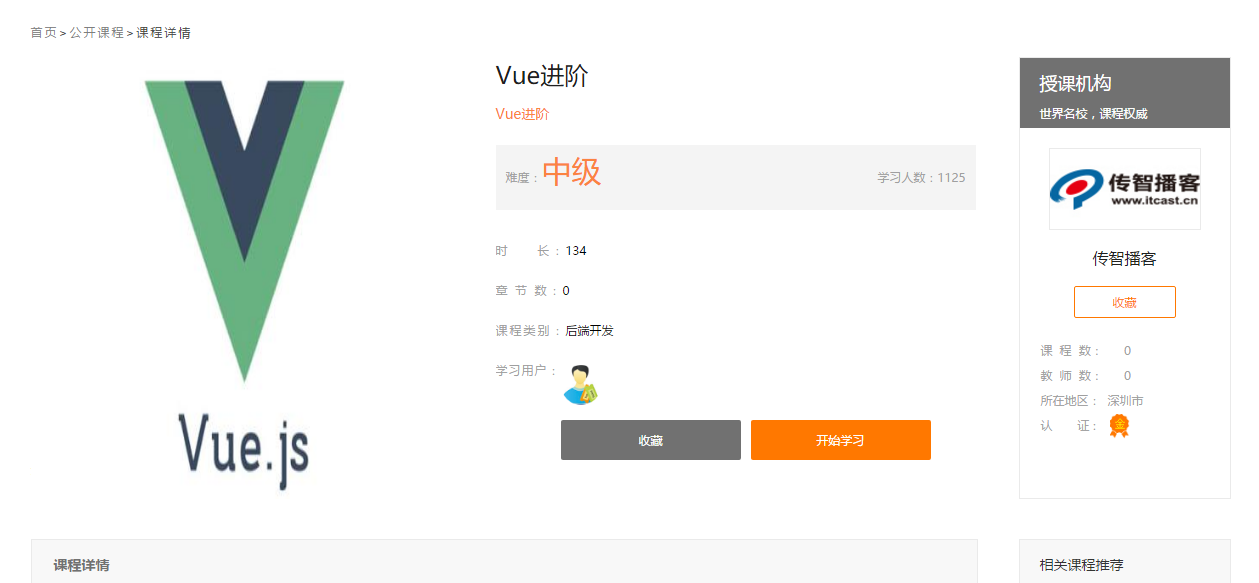 首页>公开课程>课程详情
Vue.js
Vue进阶
Vue进阶
难度：中级
学习人数：1125
时 长：134
章 节 数：0
课程类别：后端开发
学习用户：
收藏
开始学习
课程详情
授课机构
世界名校，课程权威
传智播客
www.itcast.cn
传智播客
收藏
课 程 数： 0
教 师 数： 0
所在地区： 深圳市
认 证： 金
相关课程推荐